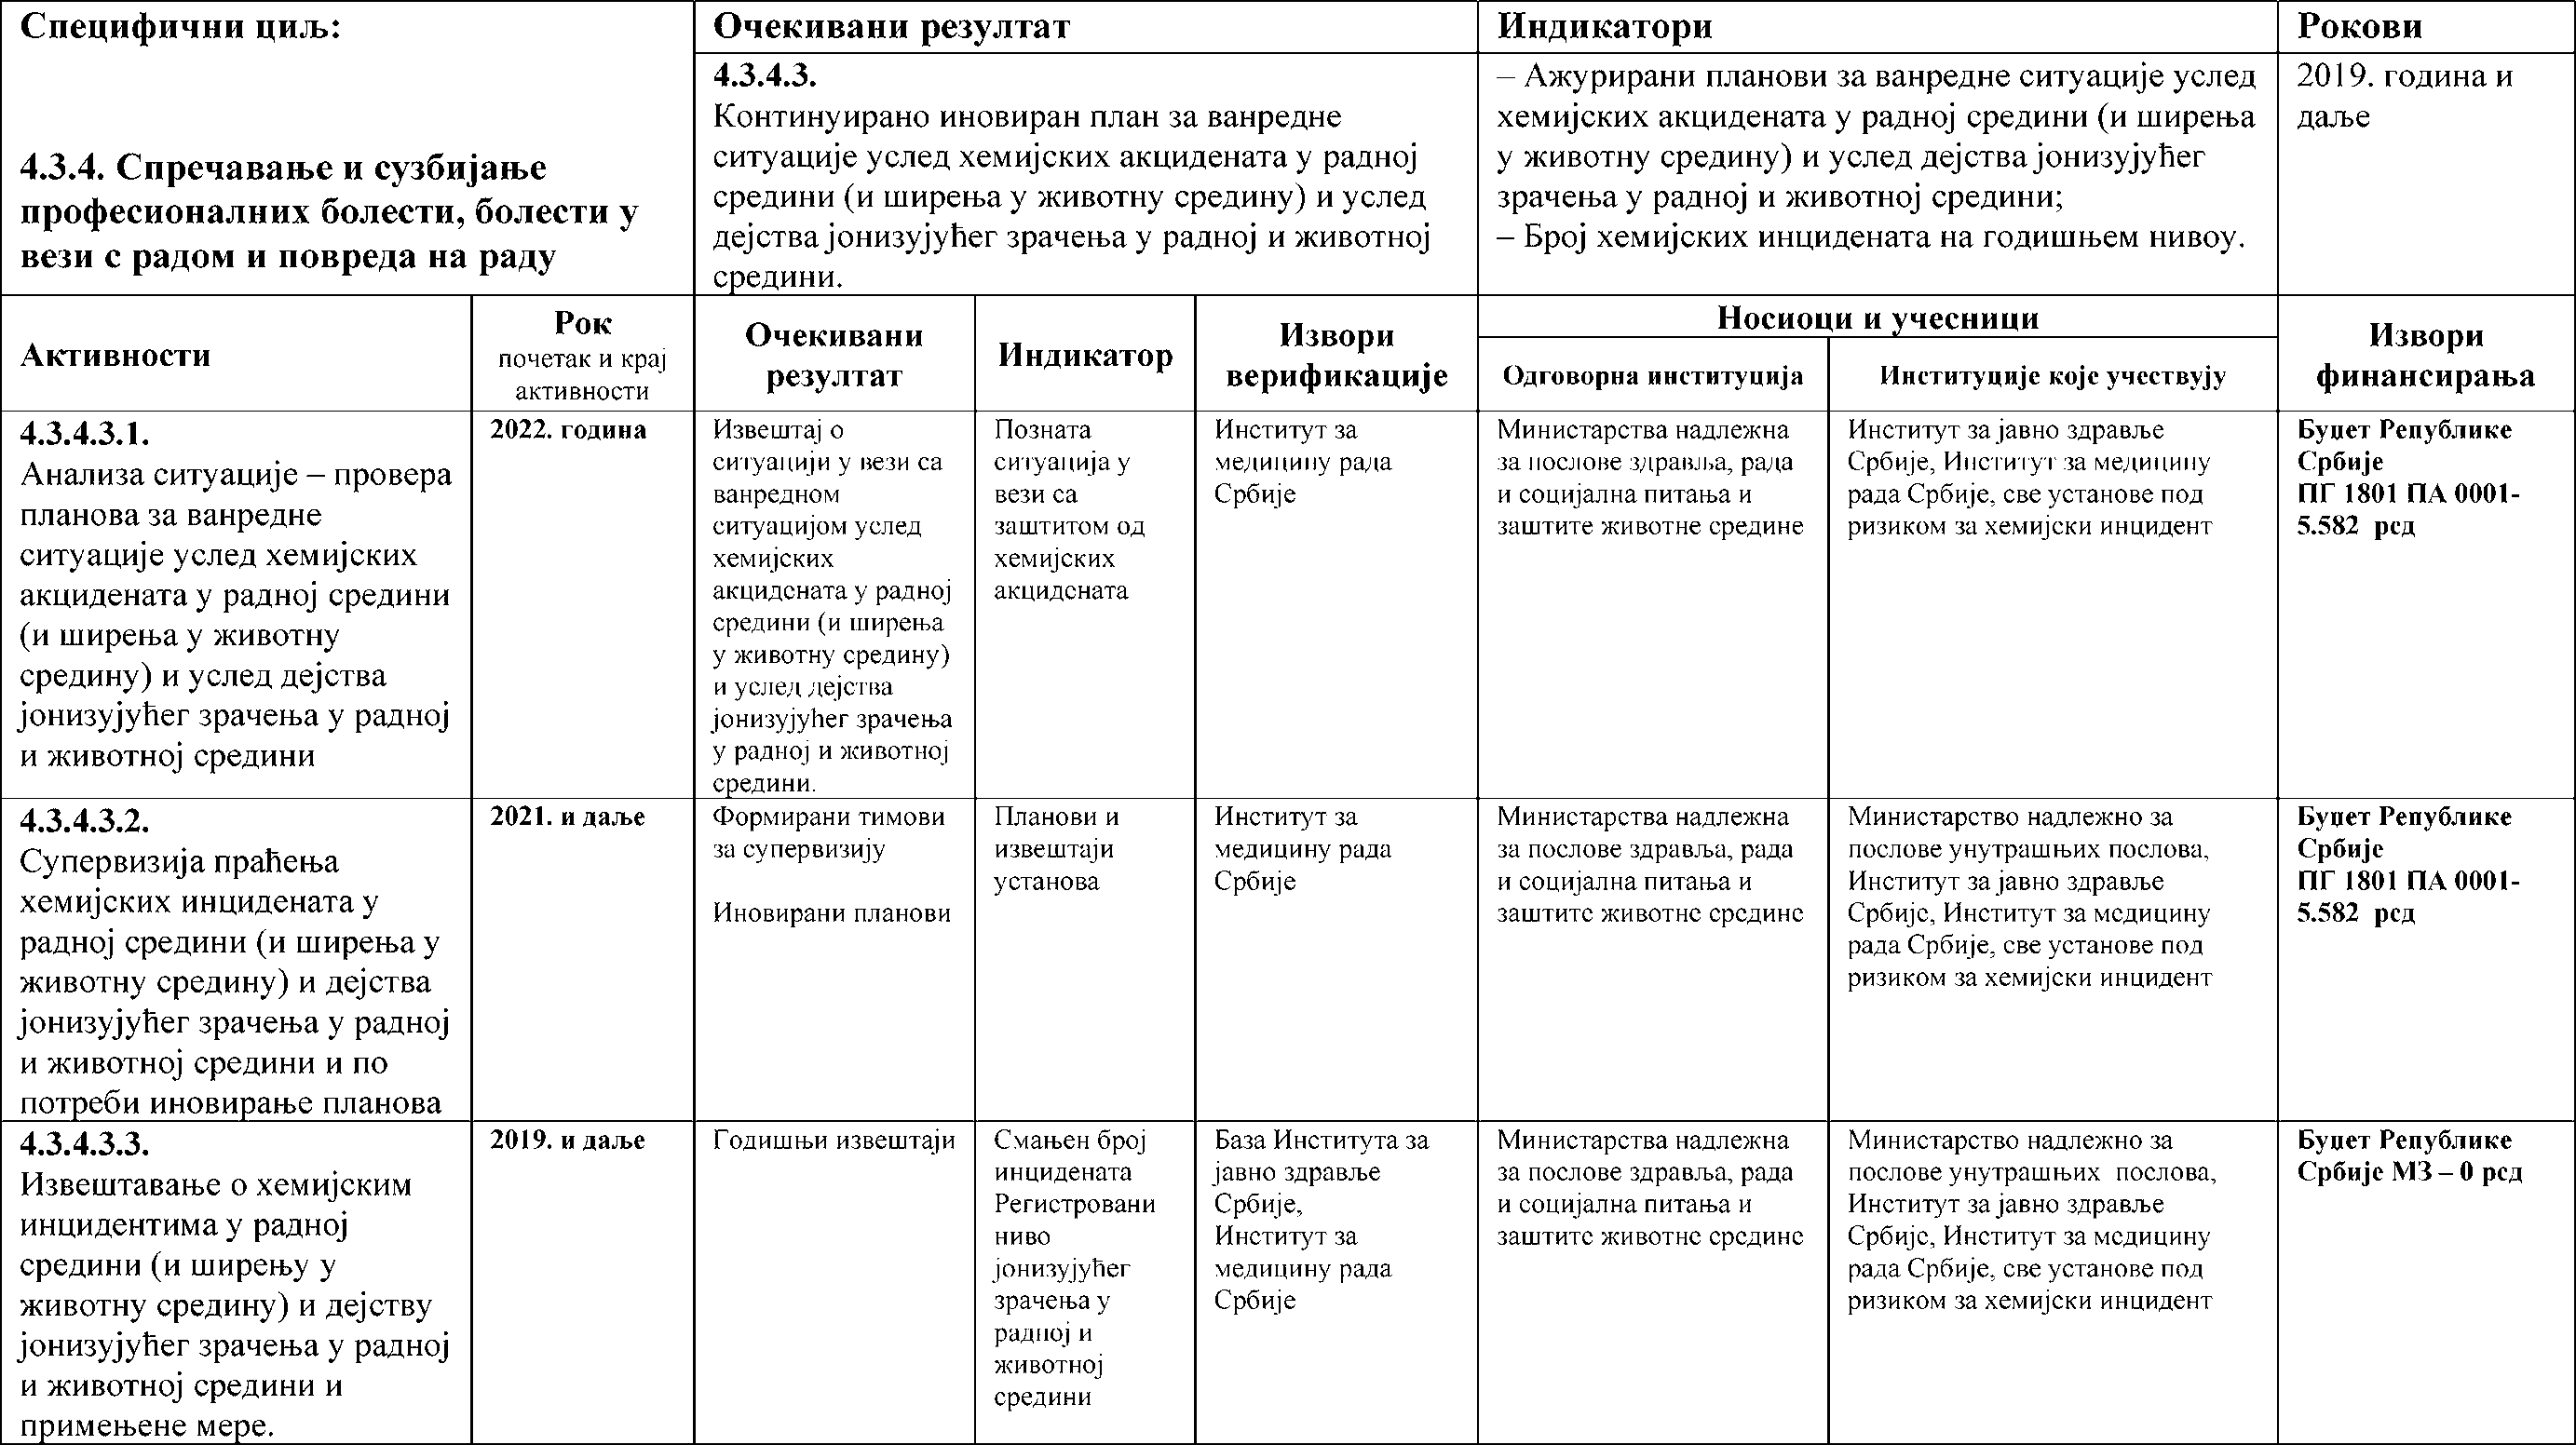 Специфични циљ:
4.3.4. Спречавање и сузбијање
професионалних болести, болести у
вези с радом и повреда на раду
Очекивани резултат
4.3.4.3.
Континуирано иновиран план за ванредне
ситуације услед хемијских акцидената у радној
средини (и ширења у животну средину) и услед
дејства јонизујућег зрачења у радној и животној
средини.
Индикатори
– Ажурирани планови за ванредне ситуације услед
хемијских акцидената у радној средини (и ширења
у животну средину) и услед дејства јонизујућег
зрачења у радној и животној средини;
– Број хемијских инцидената на годишњем нивоу.
Рокови
2019. година и
даље
Активности
Рок
почетак и крај
активности
Очекивани
резултат
Индикатор
Извори
верификације
Носиоци и учесници
Одговорна институција
Институције које учествују
Извори
финансирања
4.3.4.3.1.
Анализа ситуације – провера
планова за ванредне
ситуације услед хемијских
акцидената у радној средини
(и ширења у животну
средину) и услед дејства
јонизујућег зрачења у радној
и животној средини
2022. година
Извештај о
ситуацији у вези са
ванредном
ситуацијом услед
хемијских
акцидената у радној
средини (и ширења
у животну средину)
и услед дејства
јонизујућег зрачења
у радној и животној
средини.
Позната
ситуација у
вези са
заштитом од
хемијских
акцидената
Институт за
медицину рада
Србије
Министарства надлежна
за послове здравља, рада
и социјална питања и
заштите животне средине
Институт за јавно здравље
Србије, Институт за медицину
рада Србије, све установе под
ризиком за хемијски инцидент
Буџет Републике
Србије
ПГ 1801 ПА 0001-
5.582 рсд
4.3.4.3.2.
Супервизија праћења
хемијских инцидената у
радној средини (и ширења у
животну средину) и дејства
јонизујућег зрачења у радној
и животној средини и по
потреби иновирање планова
2021. и даље
Формирани тимови
за супервизију
Иновирани планови
Планови и
извештаји
установа
Институт за
медицину рада
Србије
Министарства надлежна
за послове здравља, рада
и социјална питања и
заштите животне средине
Министарство надлежно за
послове унутрашњих послова,
Институт за јавно здравље
Србије, Институт за медицину
рада Србије, све установе под
ризиком за хемијски инцидент
Буџет Републике
Србије
ПГ 1801 ПА 0001-
5.582 рсд
4.3.4.3.3.
Извештавање о хемијским
инцидентима у радној
средини (и ширењу у
животну средину) и дејству
јонизујућег зрачења у радној
и животној средини и
примењене мере.
2019. и даље
Годишњи извештаји
Смањен број
инцидената
Регистровани
ниво
јонизујућег
зрачења у
радној и
животној
средини
База Института за
јавно здравље
Србије,
Институт за
медицину рада
Србије
Министарства надлежна
за послове здравља, рада
и социјална питања и
заштите животне средине
Министарство надлежно за
послове унутрашњих послова,
Институт за јавно здравље
Србије, Институт за медицину
рада Србије, све установе под
ризиком за хемијски инцидент
Буџет Републике
Србије МЗ – 0 рсд